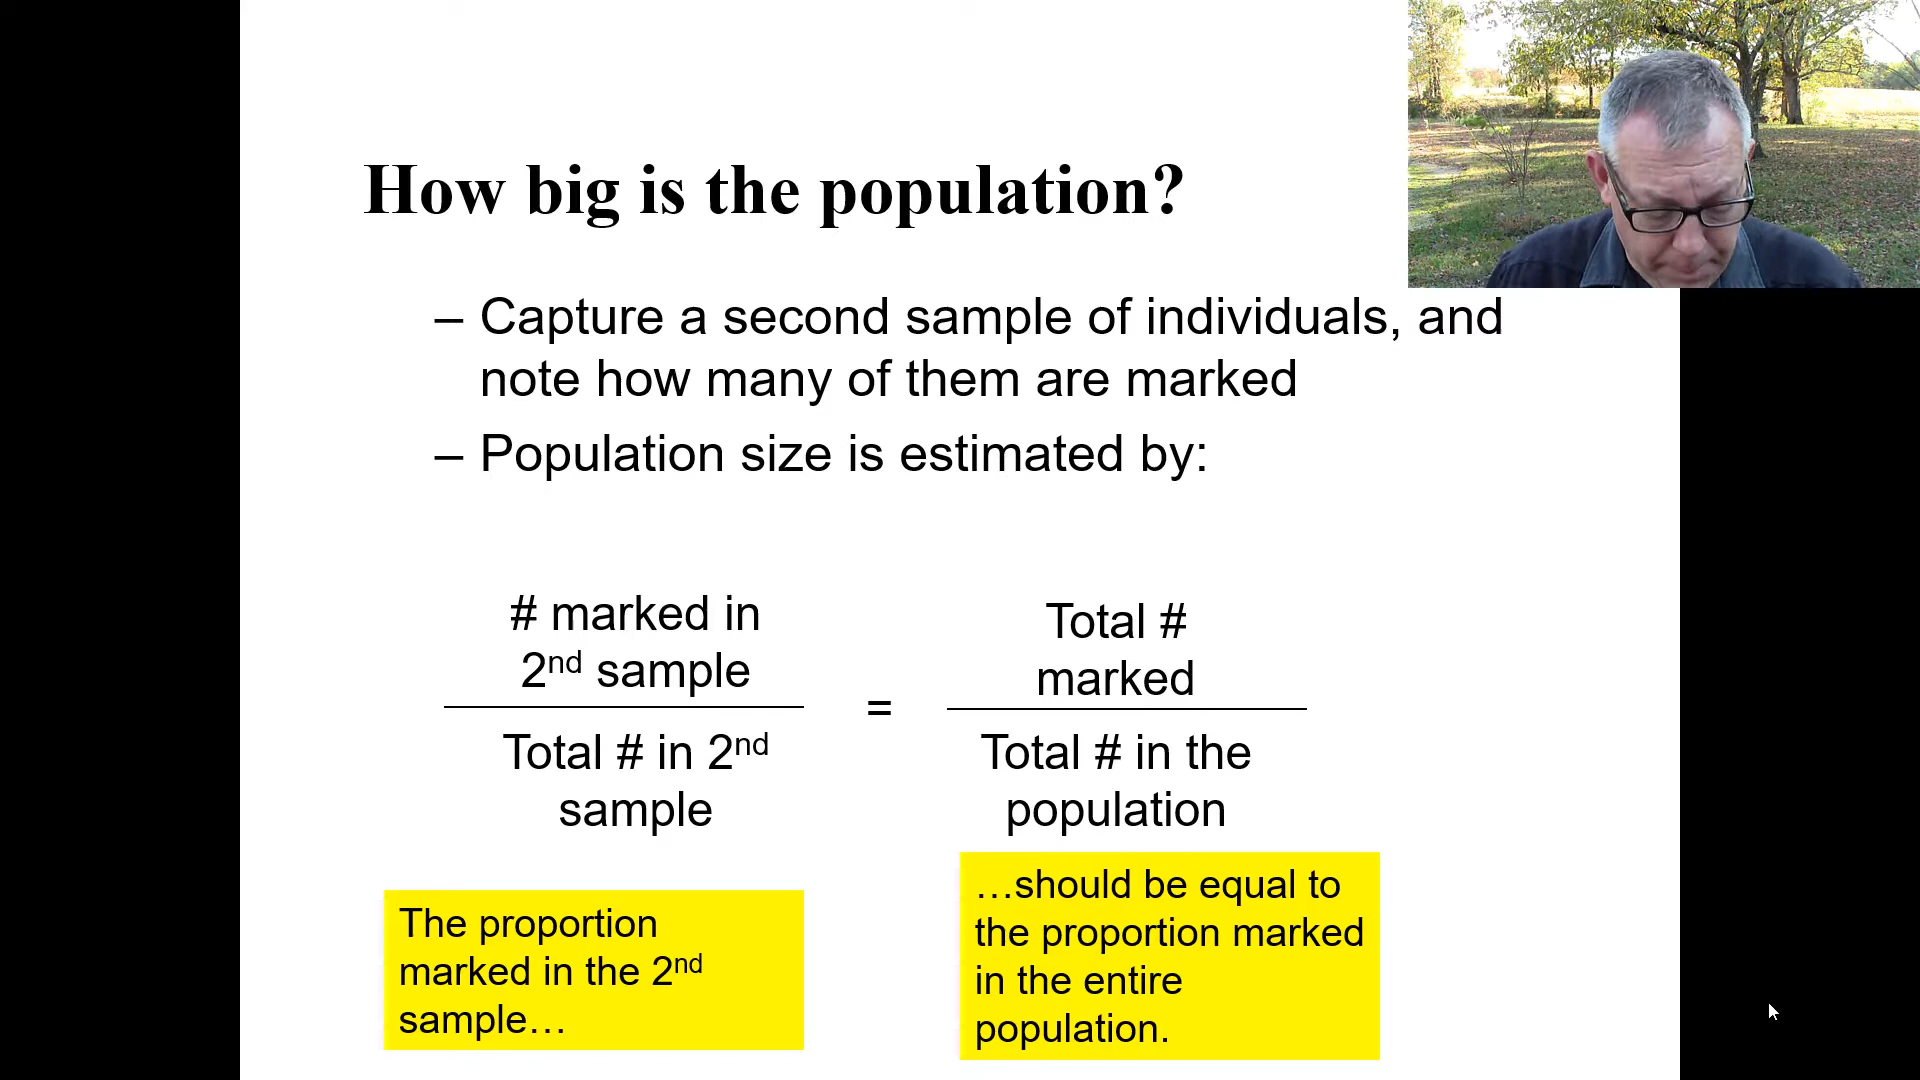 How big is the population?
– Capture a second sample of individuals, and
note how many of them are marked
– Population size is estimated by:
# marked in
2nd sample
Total # in 2nd
sample
=
Total #
marked
Total # in the
population
The proportion
marked in the 2nd
sample…
…should be equal to
the proportion marked
in the entire
population.